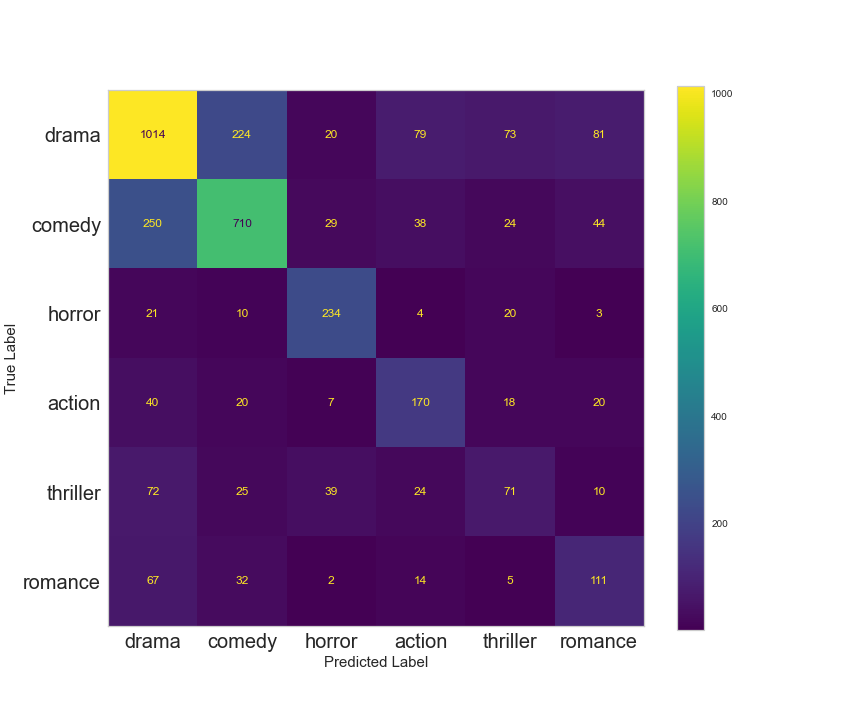 1000
drama 1014 224 20 79 73 81
800
comedy 250 710 29 38 24 44
600
horror 21 10 234 4 20 3
True Label
400
action 40 20 7 170 18 20
thriller 72 25 39 24 71 10
200
romance 67 32 2 14 5 111
drama comedy horror action thriller romance
Predicted Label